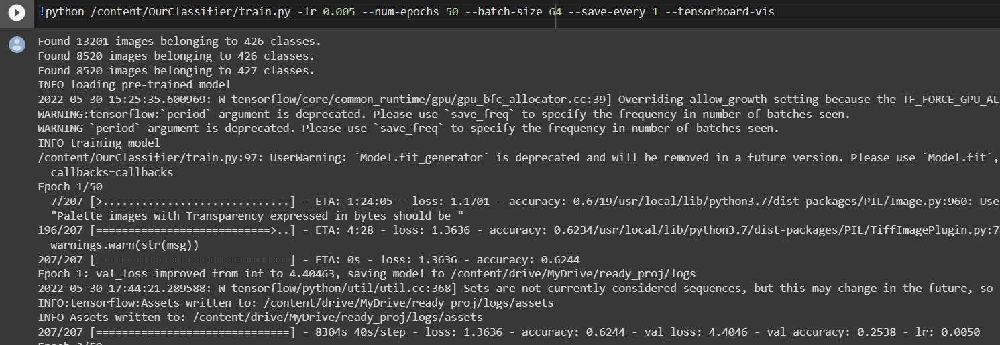 !python /content/OurClassifier/train.py -lr 0.005 --num-epochs 50 --batch-size 64 --save-every 1 --tensorboard-vis
Found 13201 images belonging to 426 classes.
Found 8520 images belonging to 426 classes.
Found 8520 images belonging to 427 classes.
INFO loading pre-trained model
2022-05-30 15:25:35.600969: W tensorflow/core/common_runtime/gpu/gpu_bfc_allocator.cc:39] Overriding allow_growth setting because the TF_FORCE_GPU_AL
WARNING:tensorflow:`period` argument is deprecated. Please use `save_freq` to specify the frequency in number of batches seen.
WARNING `period` argument is deprecated. Please use `save_freq` to specify the frequency in number of batches seen.
INFO training model
/content/OurClassifier/train.py:97: UserWarning: `Model.fit_generator` is deprecated and will be removed in a future version. Please use `Model.fit`,
  callbacks=callbacks
Epoch 1/50
  7/207 [>.............................] - ETA: 1:24:05 - loss: 1.1701 - accuracy: 0.6719/usr/local/lib/python3.7/dist-packages/PIL/Image.py:960: Use
  "Palette images with Transparency expressed in bytes should be "
196/207 [===========================>..] - ETA: 4:28 - loss: 1.3636 - accuracy: 0.6234/usr/local/lib/python3.7/dist-packages/PIL/TiffImagePlugin.py:78
  warnings.warn(str(msg))
207/207 [==============================] - ETA: 0s - loss: 1.3636 - accuracy: 0.6244
Epoch 1: val_loss improved from inf to 4.40463, saving model to /content/drive/MyDrive/ready_proj/logs
2022-05-30 17:44:21.289588: W tensorflow/python/util/util.cc:368] Sets are not currently considered sequences, but this may change in the future, so
INFO:tensorflow:Assets written to: /content/drive/MyDrive/ready_proj/logs/assets
INFO Assets written to: /content/drive/MyDrive/ready_proj/logs/assets
207/207 [==============================] - 8304s 40s/step - loss: 1.3636 - accuracy: 0.6244 - val_loss: 4.4046 - val_accuracy: 0.2538 - lr: 0.0050